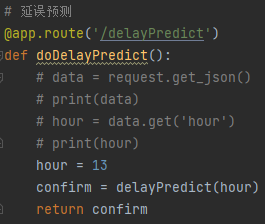 # 延误预测
@app.route('/delayPredict')
def doDelayPredict():
    # data = request.get_json()
    # print(data)
    # hour = data.get('hour')
    # print(hour)
    hour = 13
    confirm = delayPredict(hour)
    return confirm